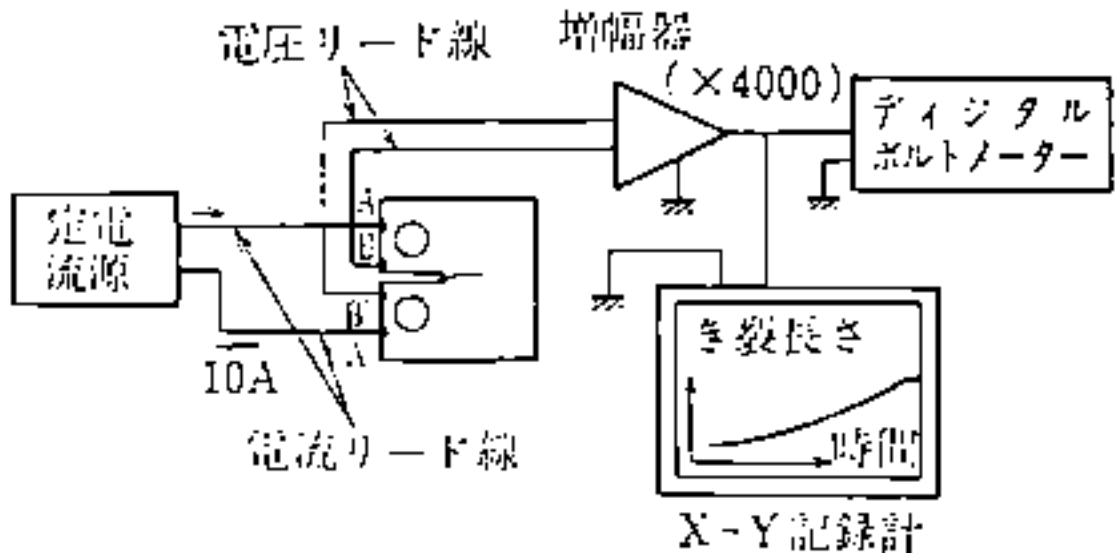 電圧リード線
増幅器
(×4000)
ディジタル
ボルトメーター
定電
流源
A
B
B
A
10A
電流リード線
き裂長さ
時間
X-Y記録計